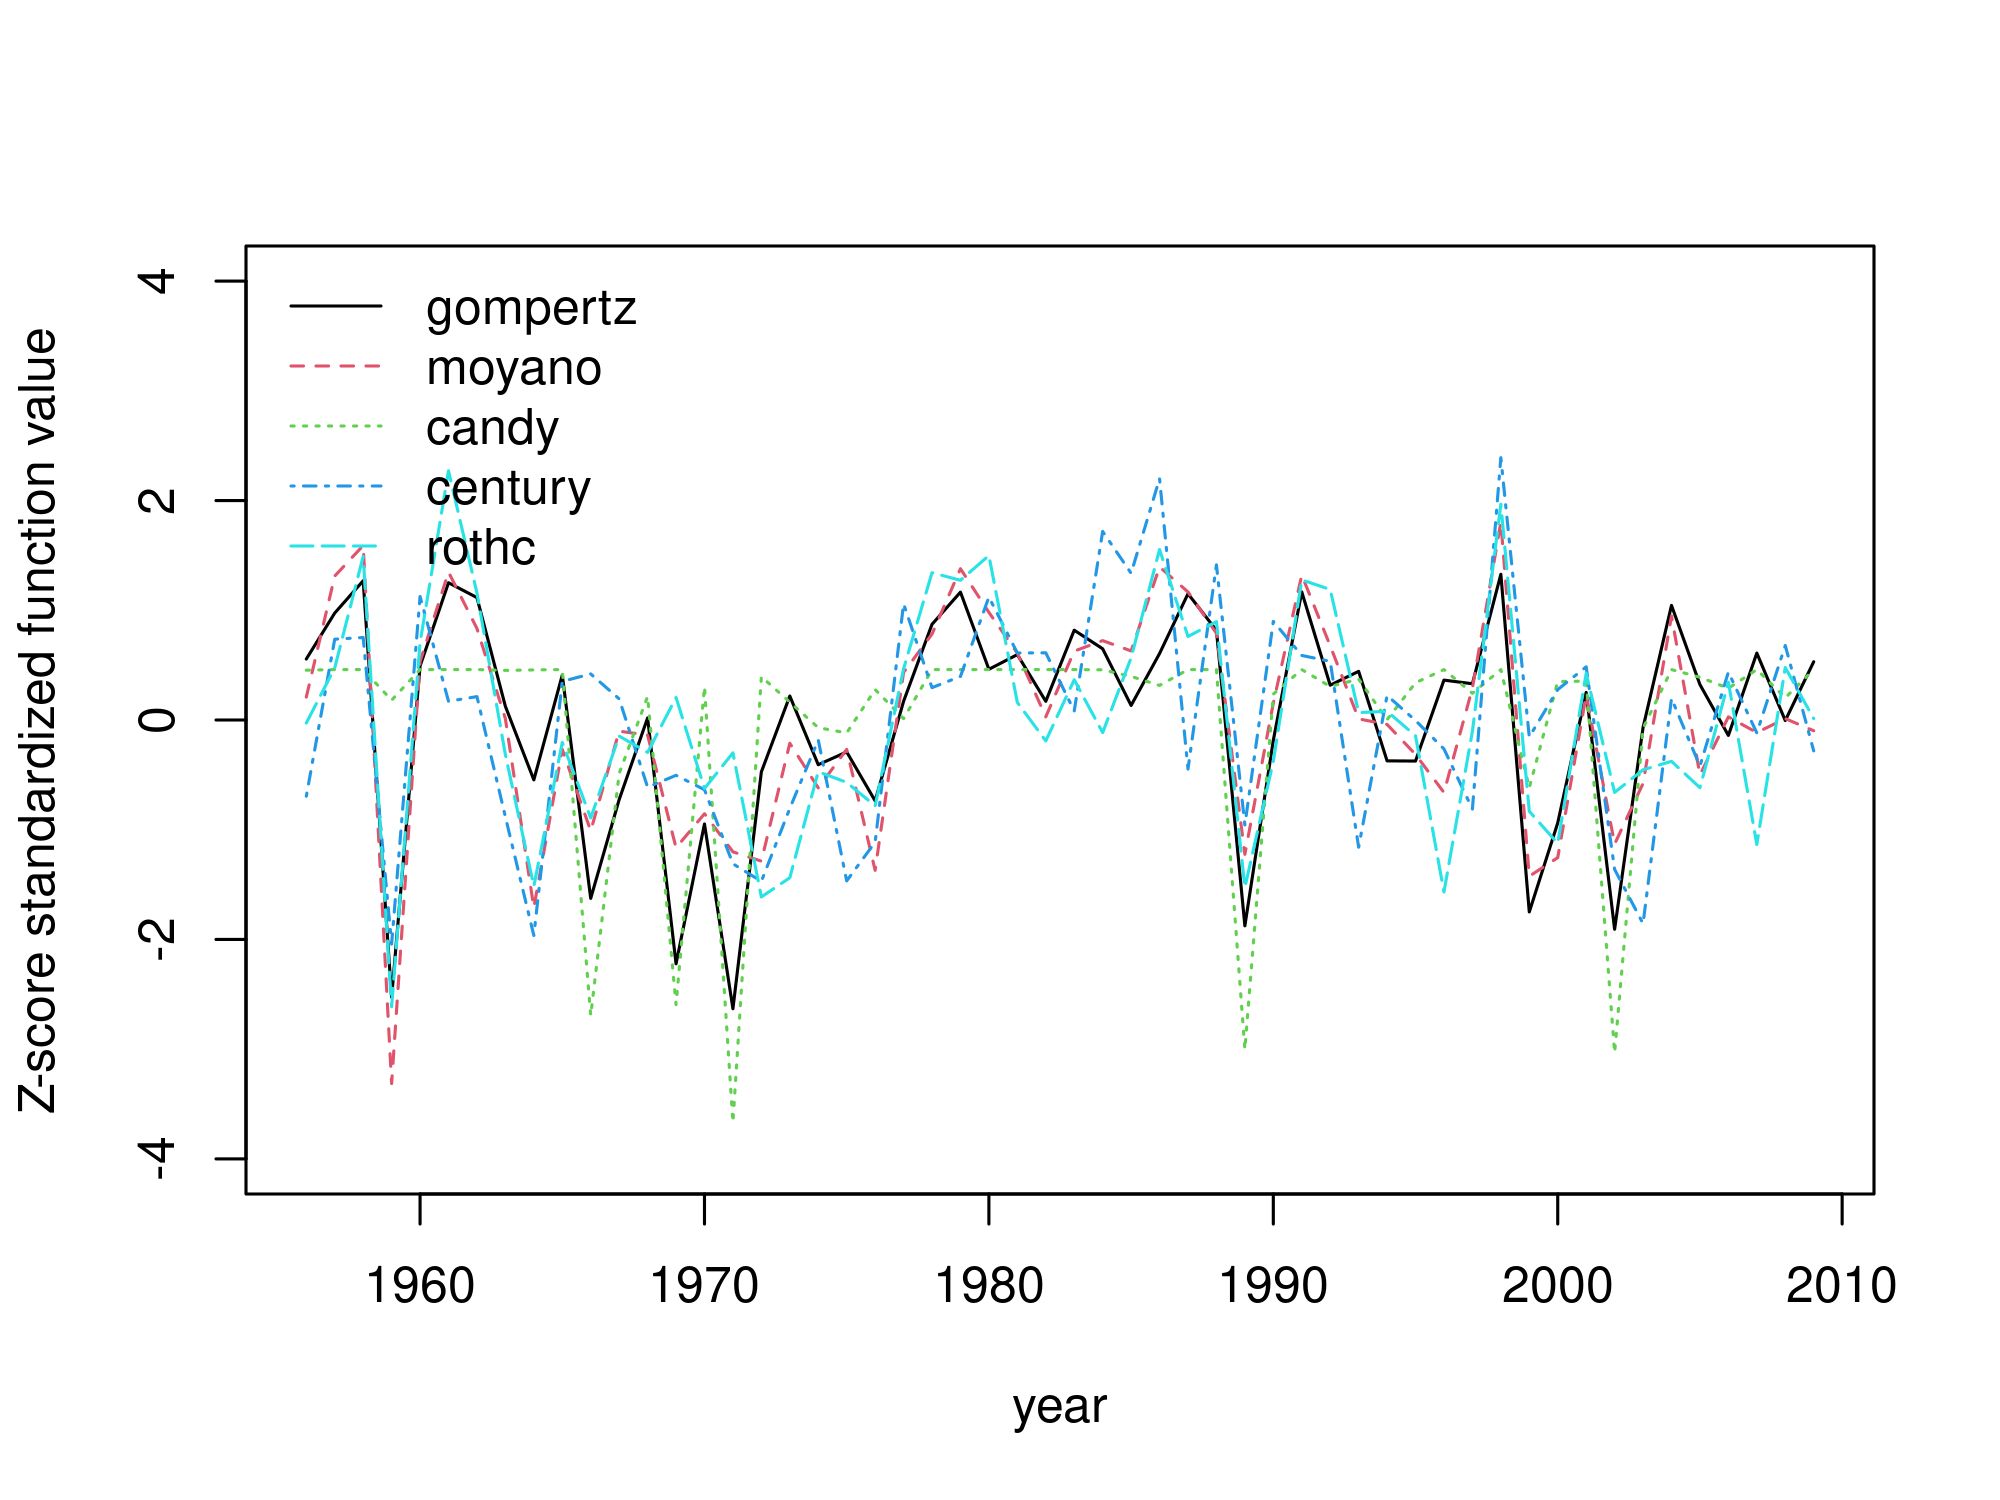 4
2
0
-2
-4
Z-score standardized function value
gompertz
moyano
candy
century
rothc
1960 1970 1980 1990 2000 2010
year